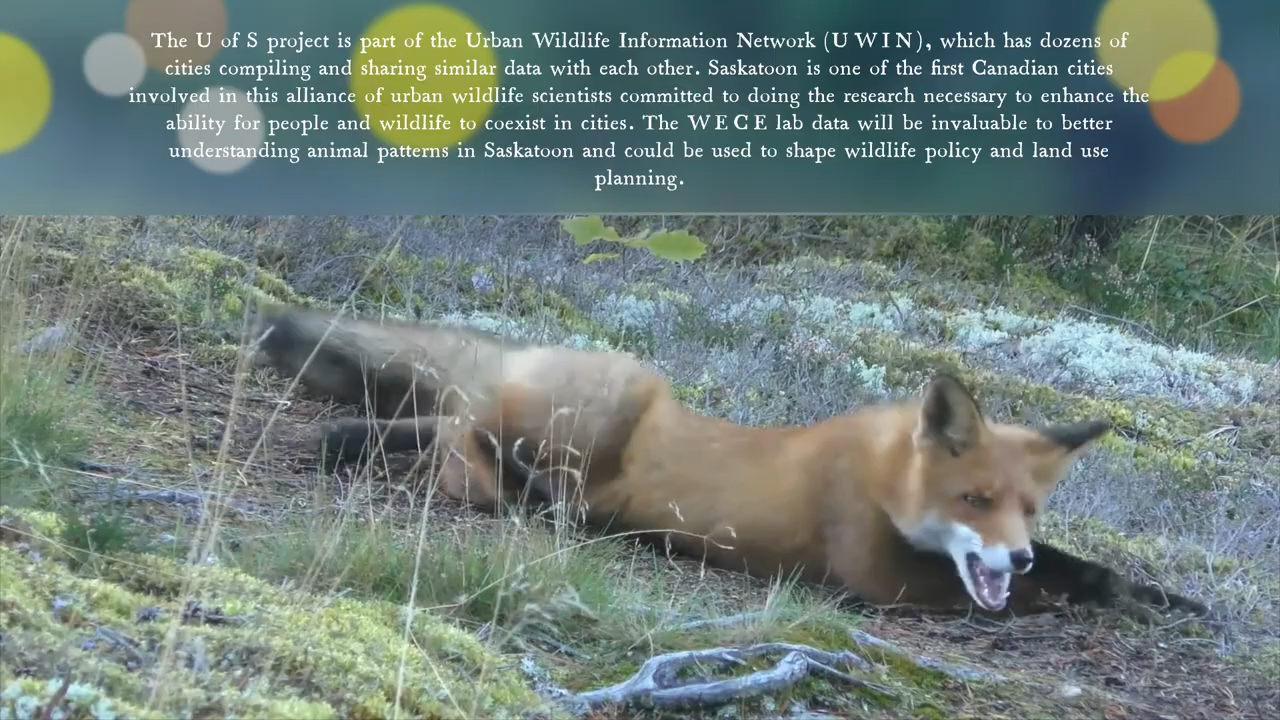 The U of S project is part of the Urban Wildlife Information Network (U W I N), which has dozens of
cities compiling and sharing similar data with each other. Saskatoon is one of the first Canadian cities
involved in this alliance of urban wildlife scientists committed to doing the research necessary to enhance the
ability for people and wildlife to coexist in cities. The W E C E lab data will be invaluable to better
understanding animal patterns in Saskatoon and could be used to shape wildlife policy and land use
planning.